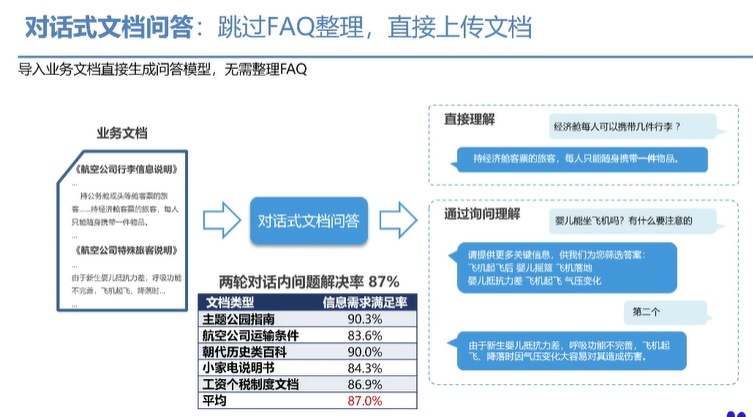 对话式文档问答：跳过FAQ整理，直接上传文档
导入业务文档直接生成问答模型，无需整理FAQ
业务文档
《航空公司行李信息说明》
...
持公务舱或头等舱客票的旅
客......持经济舱客票的旅客，每人
只能随身携带一件物品。
...
《航空公司特殊旅客说明》
...
由于新生婴儿抵抗力差，呼吸功能
不完善，飞机起飞、降落时...
...
对话式文档问答
两轮对话内问题解决率 87%
文档类型 信息需求满足率
主题公园指南 90.3%
航空公司运输条件 83.6%
朝代历史类百科 90.0%
小家电说明书 84.3%
工资个税制度文档 86.9%
平均 87.0%
直接理解
经济舱每人可以携带几件行李？
持经济舱客票的旅客，每人只能随身携带一件物品。
通过询问理解
婴儿能坐飞机吗？有什么要注意的
请提供更多关键信息，供我们为您筛选答案：
飞机起飞后 婴儿摇篮 飞机落地
婴儿抵抗力差 飞机起飞 气压变化
第二个
由于新生婴儿抵抗力差，呼吸功能不完善，飞机起
飞、降落时因气压变化大容易对其造成伤害。